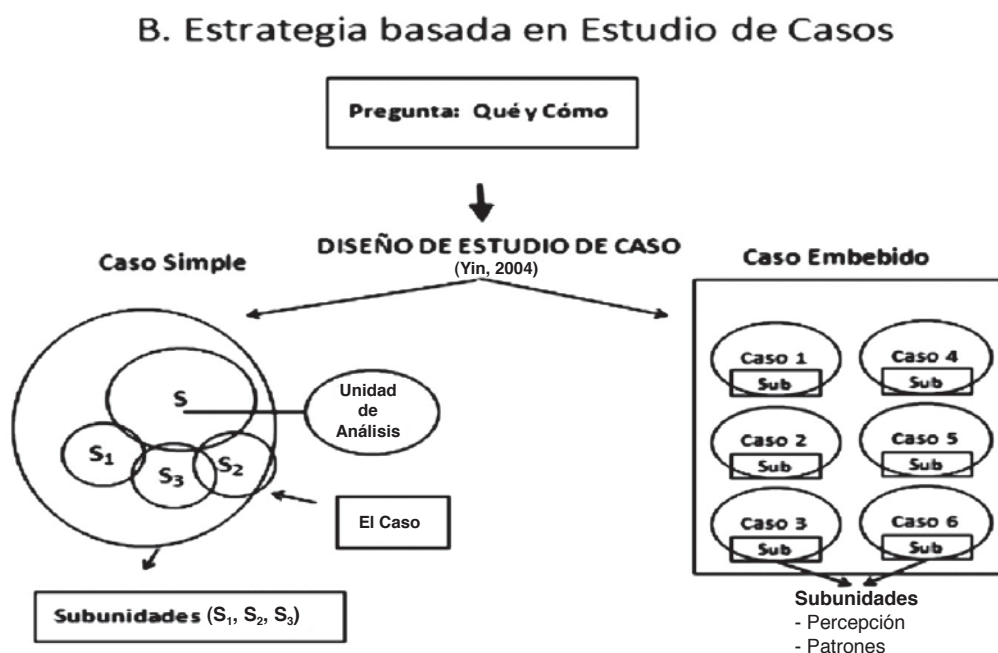 B. Estrategia basada en Estudio de Casos
Pregunta: Qué y Cómo
DISEÑO DE ESTUDIO DE CASO
(Yin, 2004)
Caso Simple
S
S₁
S₃
S₂
Unidad
de
Análisis
El Caso
Subunidades (S₁, S₂, S₃)
Caso Embebido
Caso 1
Sub
Caso 4
Sub
Caso 2
Sub
Caso 5
Sub
Caso 3
Sub
Caso 6
Sub
Subunidades
- Percepción
- Patrones